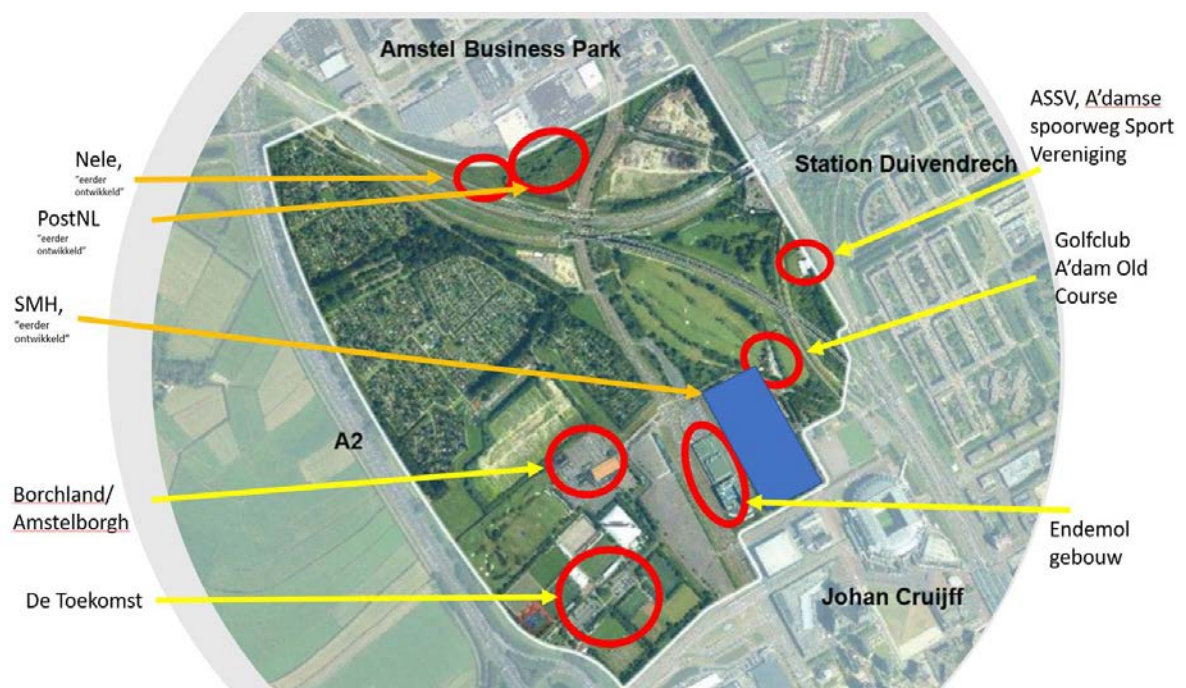 Amstel Business Park
ASSV, A'damse
spoorweg Sport
Vereniging
Nele,
"eerder
ontwikkeld"
Station Duivendrech
PostNL
"eerder
ontwikkeld"
Golfclub
A'dam Old
Course
SMH,
"eerder
ontwikkeld"
A2
Borchland/
Amstelborgh
Endemol
gebouw
De Toekomst
Johan Cruijff